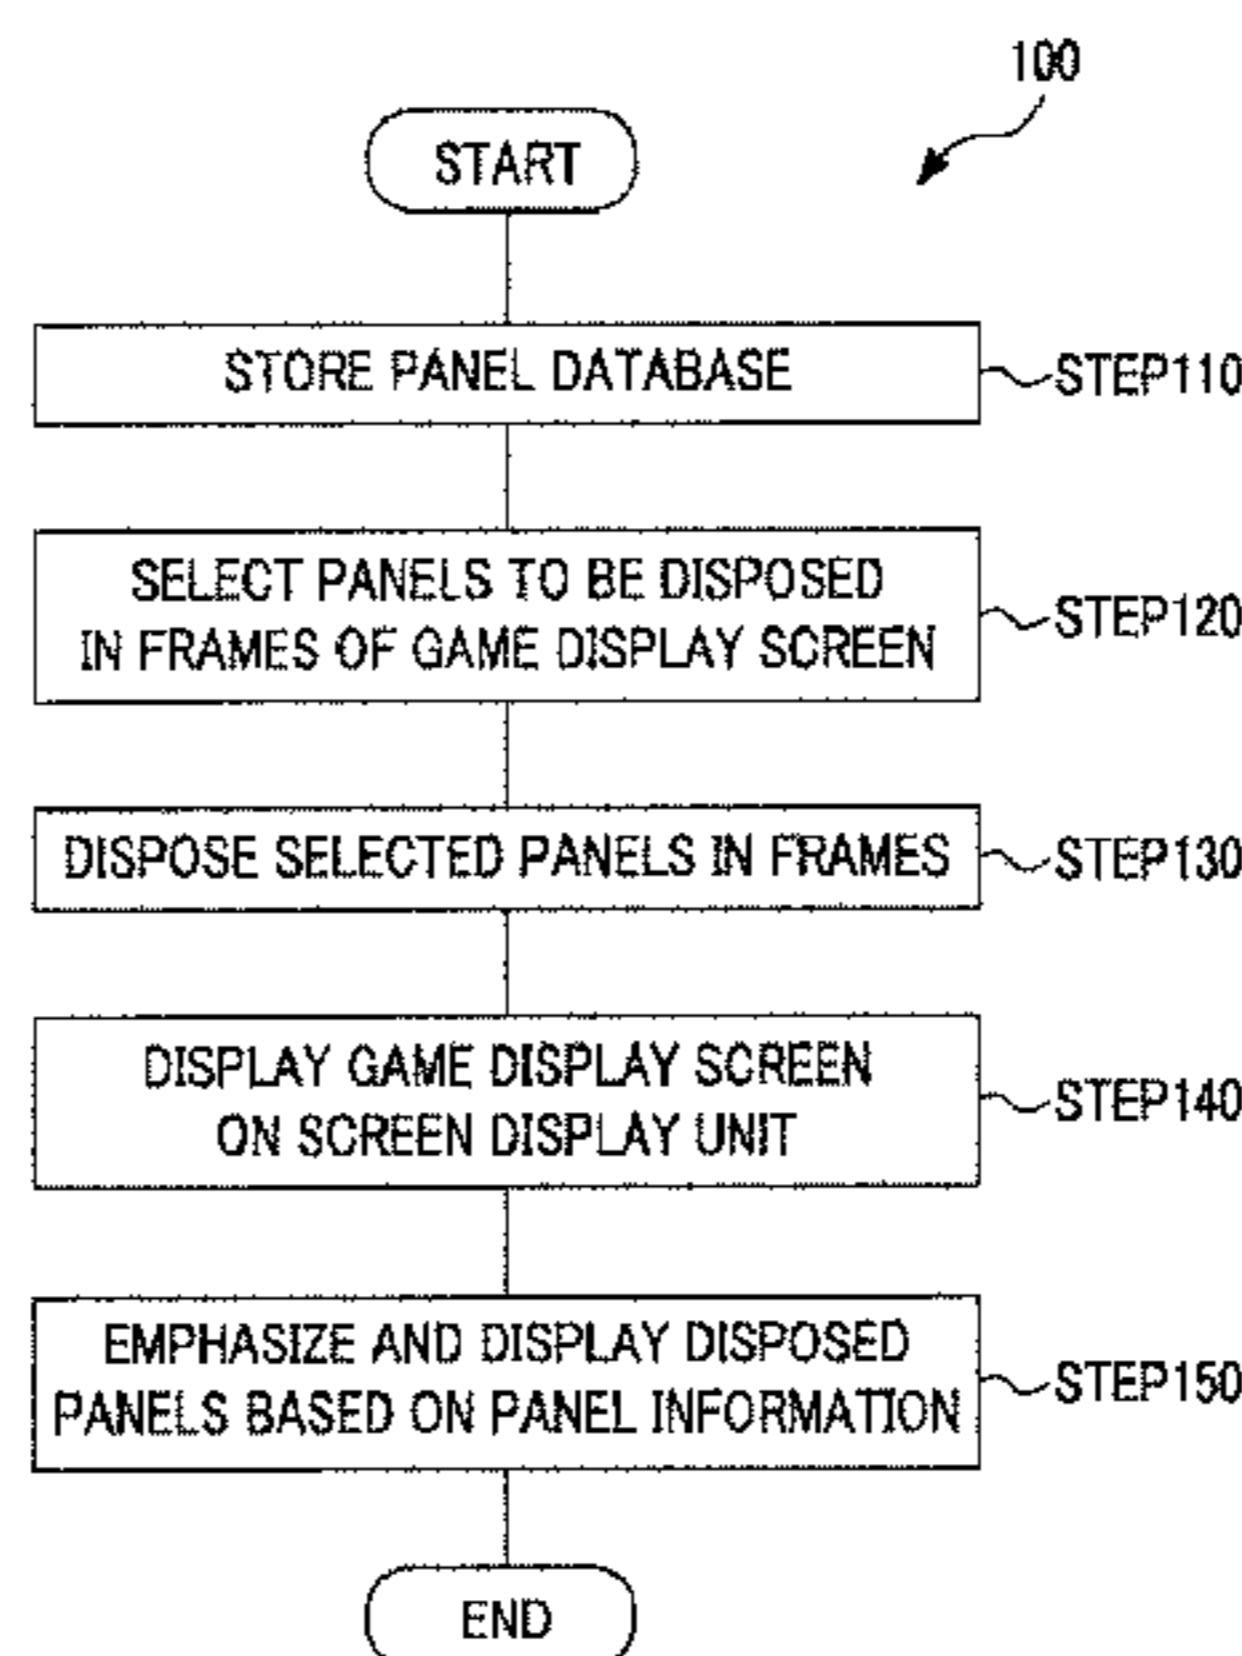 100
START
STORE PANEL DATABASE
STEP110
SELECT PANELS TO BE DISPOSED
IN FRAMES OF GAME DISPLAY SCREEN
STEP120
DISPOSE SELECTED PANELS IN FRAMES
STEP130
DISPLAY GAME DISPLAY SCREEN
ON SCREEN DISPLAY UNIT
STEP140
EMPHASIZE AND DISPLAY DISPOSED
PANELS BASED ON PANEL INFORMATION
STEP150
END